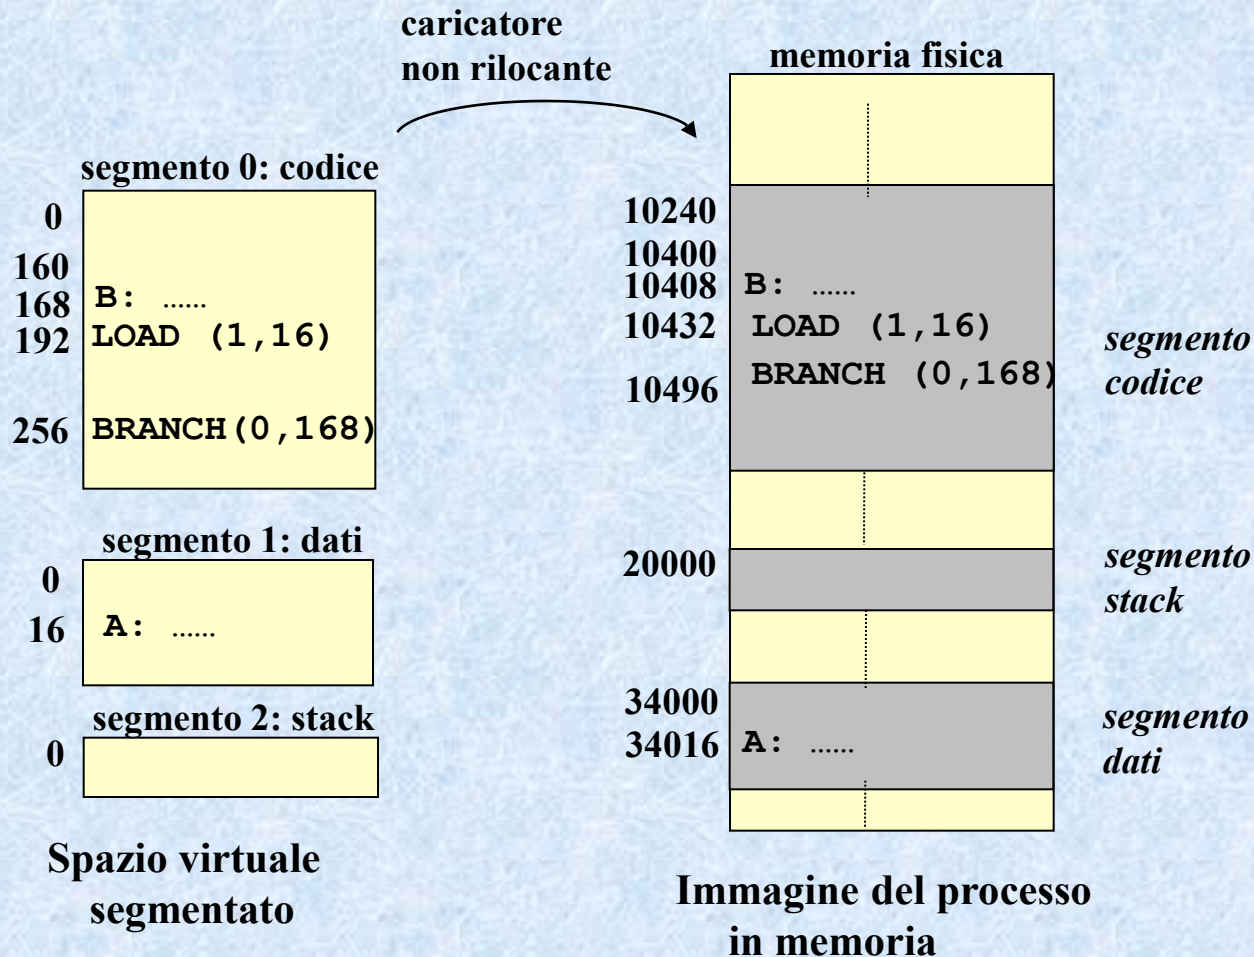 caricatore
non rilocante
memoria fisica
segmento 0: codice
0
160
168 B: ......
192 LOAD (1,16)
256 BRANCH(0,168)
segmento 1: dati
0
16 A: ......
segmento 2: stack
0
Spazio virtuale
segmentato
10240
10400
10408 B: ......
10432 LOAD (1,16)
10496 BRANCH (0,168)
segmento
codice
20000
segmento
stack
34000
34016 A: ......
segmento
dati
Immagine del processo
in memoria